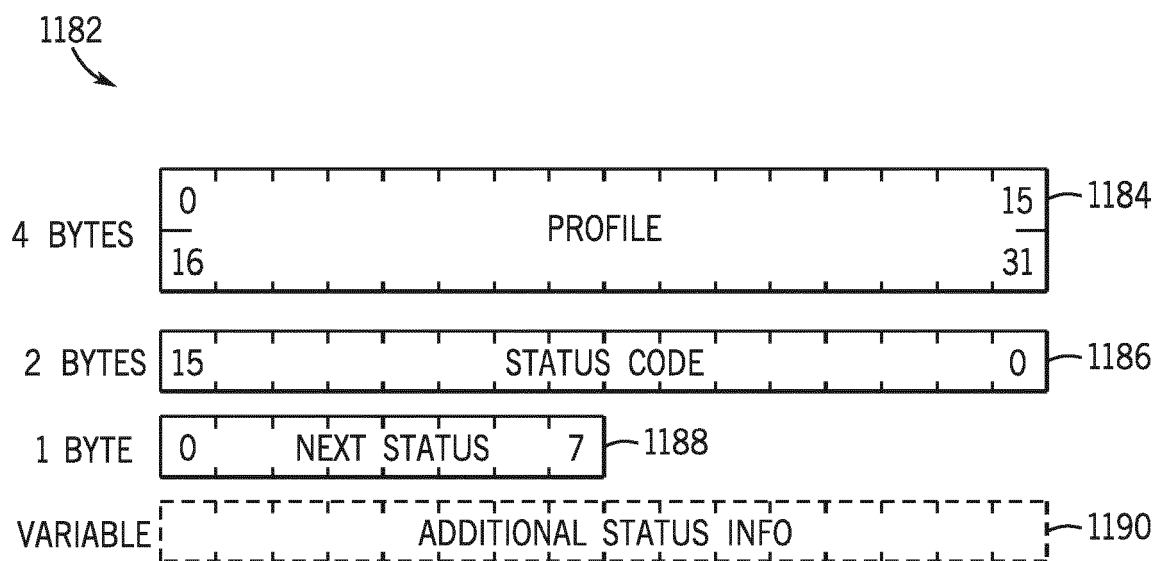 1182
0 15 1184
4 BYTES PROFILE
16 31
2 BYTES 15 STATUS CODE 0 1186
1 BYTE 0 NEXT STATUS 7 1188
VARIABLE ADDITIONAL STATUS INFO 1190